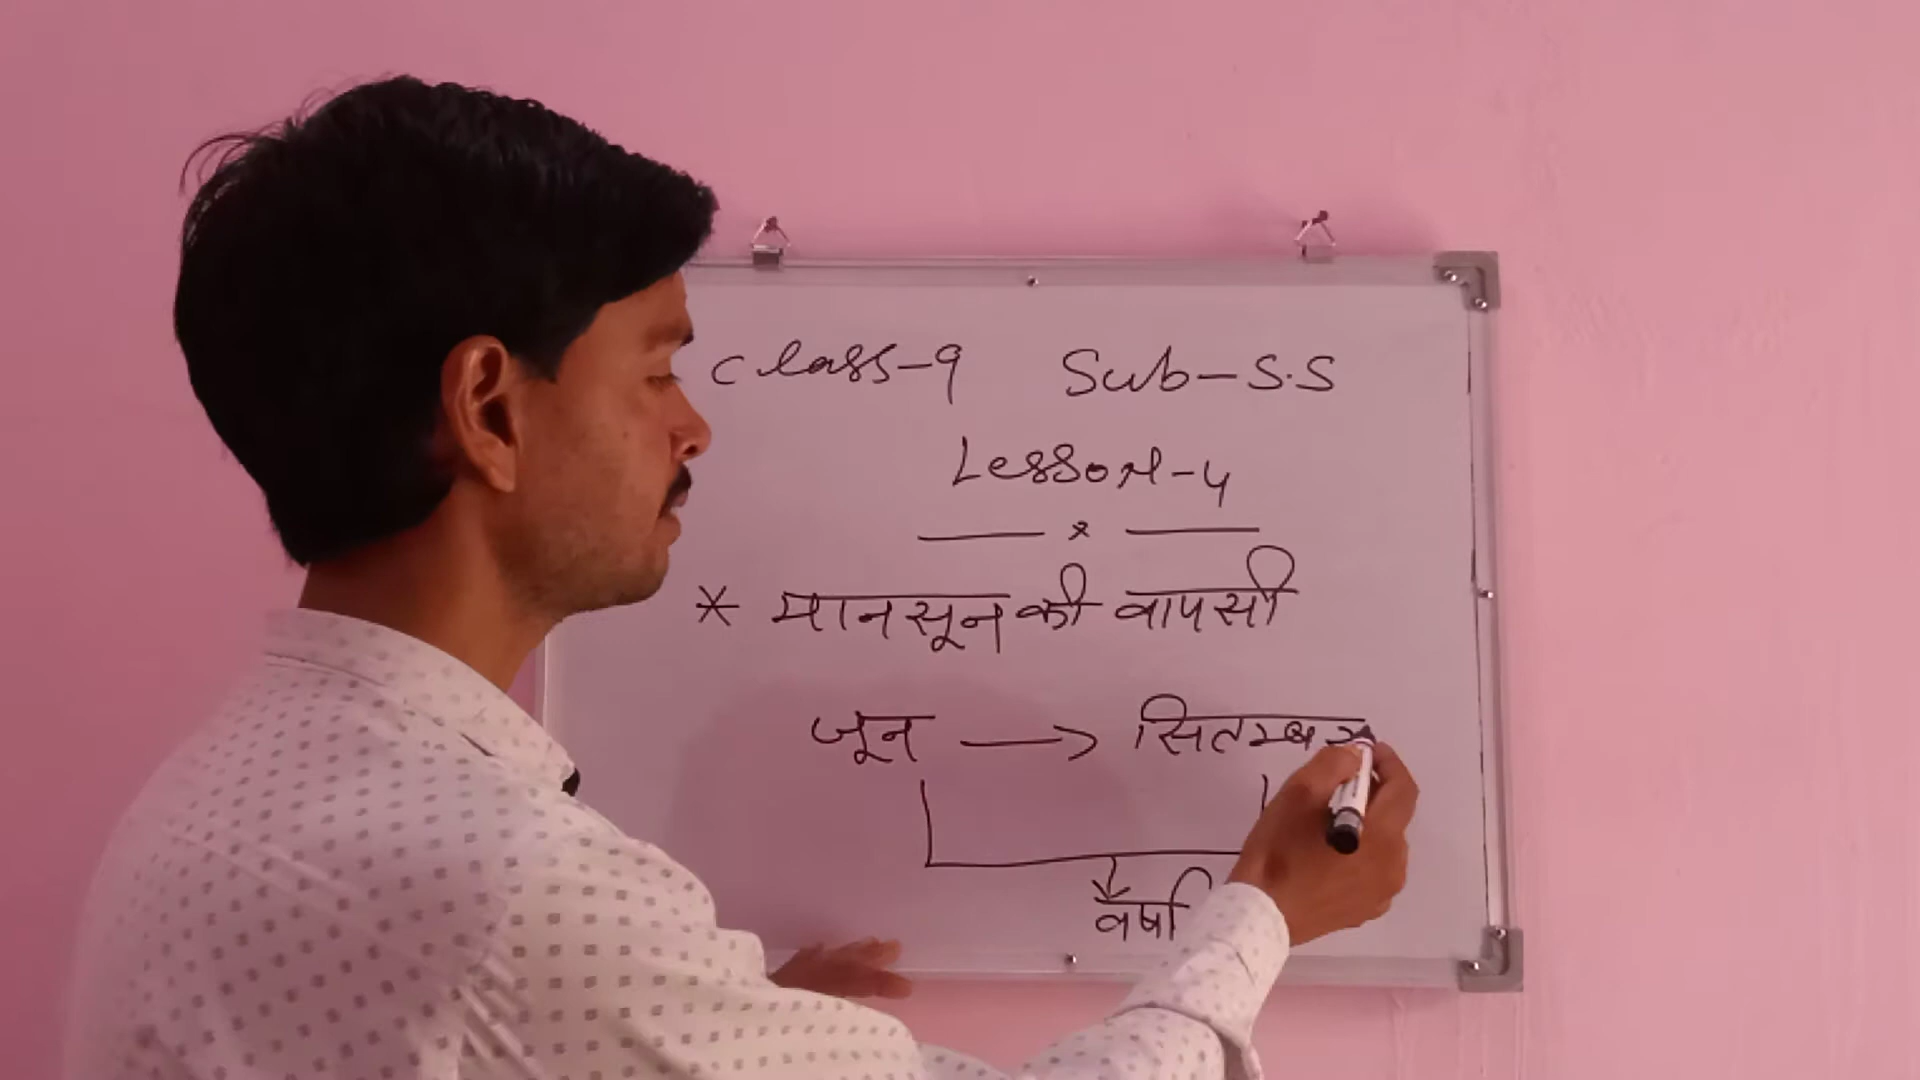 Class-9 Sub-S.S
Lesson-4
* मानसून की वापसी
जून → सितम्बर
वर्षा